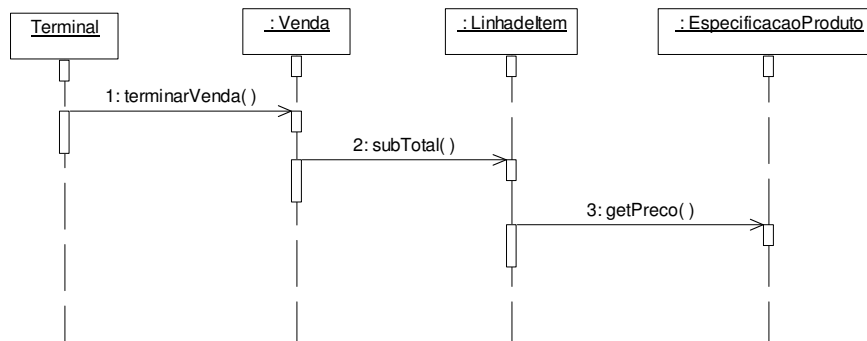 Terminal
: Venda
: LinhadeItem
: EspecificacaoProduto
1: terminarVenda( )
2: subTotal( )
3: getPreco( )